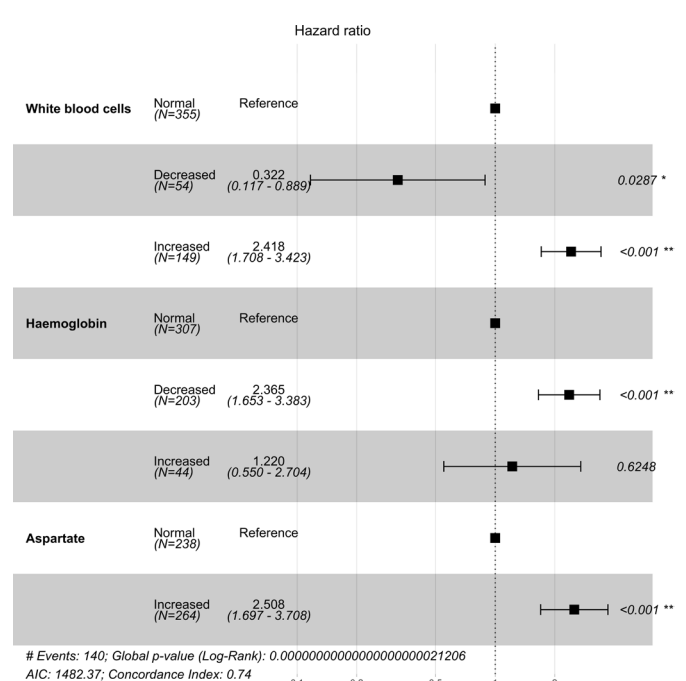 Hazard ratio
White blood cells Normal Reference
(N=355)
Decreased 0.322
(N=54) (0.117 - 0.889) 0.0287 *
Increased 2.418
(N=149) (1.708 - 3.423) <0.001 **
Haemoglobin Normal Reference
(N=307)
Decreased 2.365
(N=203) (1.653 - 3.383) <0.001 **
Increased 1.220
(N=44) (0.550 - 2.704) 0.6248
Aspartate Normal Reference
(N=238)
Increased 2.508
(N=264) (1.697 - 3.708) <0.001 **
# Events: 140; Global p-value (Log-Rank): 0.000000000000000000000021206
AIC: 1482.37; Concordance Index: 0.74